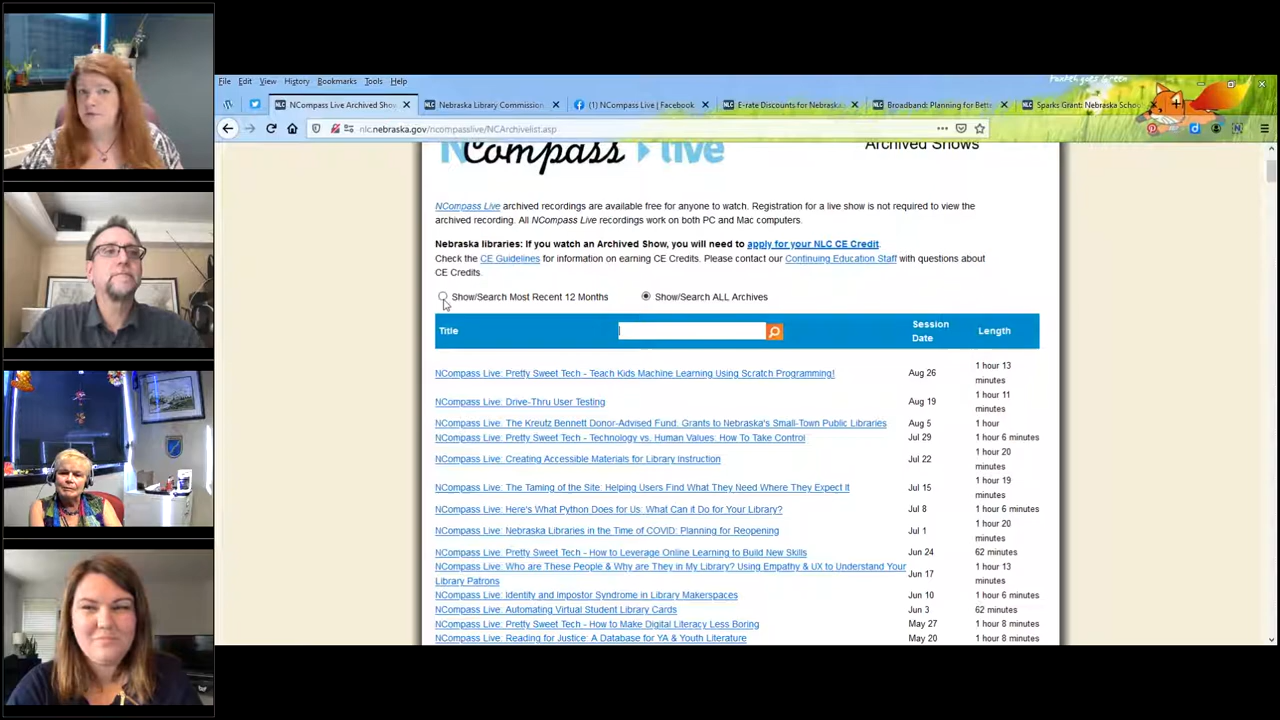 File Edit View History Bookmarks Tools Help
NLC NCompass Live Archived Show × NLC Nebraska Library Commission × (1) NCompass Live | Facebook × NLC E-rate Discounts for Nebraska × NLC Broadband: Planning for Bette × NLC Sparks Grant: Nebraska Schoo
nlc.nebraska.gov/ncompasslive/NCArchivelist.asp
NCompass live
Archived Shows
NCompass Live archived recordings are available free for anyone to watch. Registration for a live show is not required to view the
archived recording. All NCompass Live recordings work on both PC and Mac computers.
Nebraska libraries: If you watch an Archived Show, you will need to apply for your NLC CE Credit.
Check the CE Guidelines for information on earning CE Credits. Please contact our Continuing Education Staff with questions about
CE Credits.
Show/Search Most Recent 12 Months Show/Search ALL Archives
Title Session Date Length
NCompass Live: Pretty Sweet Tech - Teach Kids Machine Learning Using Scratch Programming! Aug 26 1 hour 13 minutes
NCompass Live: Drive-Thru User Testing Aug 19 1 hour 11 minutes
NCompass Live: The Kreutz Bennett Donor-Advised Fund. Grants to Nebraska's Small-Town Public Libraries Aug 5 1 hour
NCompass Live: Pretty Sweet Tech - Technology vs. Human Values: How To Take Control Jul 29 1 hour 6 minutes
NCompass Live: Creating Accessible Materials for Library Instruction Jul 22 1 hour 20 minutes
NCompass Live: The Taming of the Site: Helping Users Find What They Need Where They Expect It Jul 15 1 hour 19 minutes
NCompass Live: Here's What Python Does for Us: What Can it Do for Your Library? Jul 8 1 hour 6 minutes
NCompass Live: Nebraska Libraries in the Time of COVID: Planning for Reopening Jul 1 1 hour 20 minutes
NCompass Live: Pretty Sweet Tech - How to Leverage Online Learning to Build New Skills Jun 24 62 minutes
NCompass Live: Who are These People & Why are They in My Library? Using Empathy & UX to Understand Your
Library Patrons Jun 17 1 hour 13 minutes
NCompass Live: Identity and Impostor Syndrome in Library Makerspaces Jun 10 1 hour 6 minutes
NCompass Live: Automating Virtual Student Library Cards Jun 3 62 minutes
NCompass Live: Pretty Sweet Tech - How to Make Digital Literacy Less Boring May 27 1 hour 8 minutes
NCompass Live: Reading for Justice: A Database for YA & Youth Literature May 20 1 hour 8 minutes